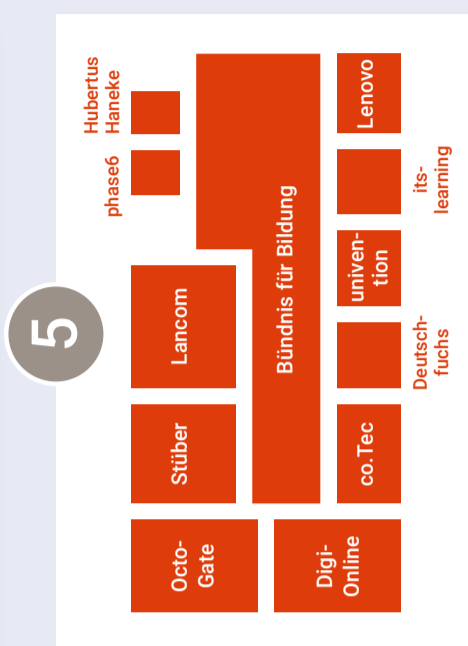 5
Hubertus
Haneke
phase6
Lancom
Stüber
Octo-
Gate
Bündnis für Bildung
Digi-
Online
Lenovo
its-
learning
univen-
tion
Deutsch-
fuchs
co.Tec